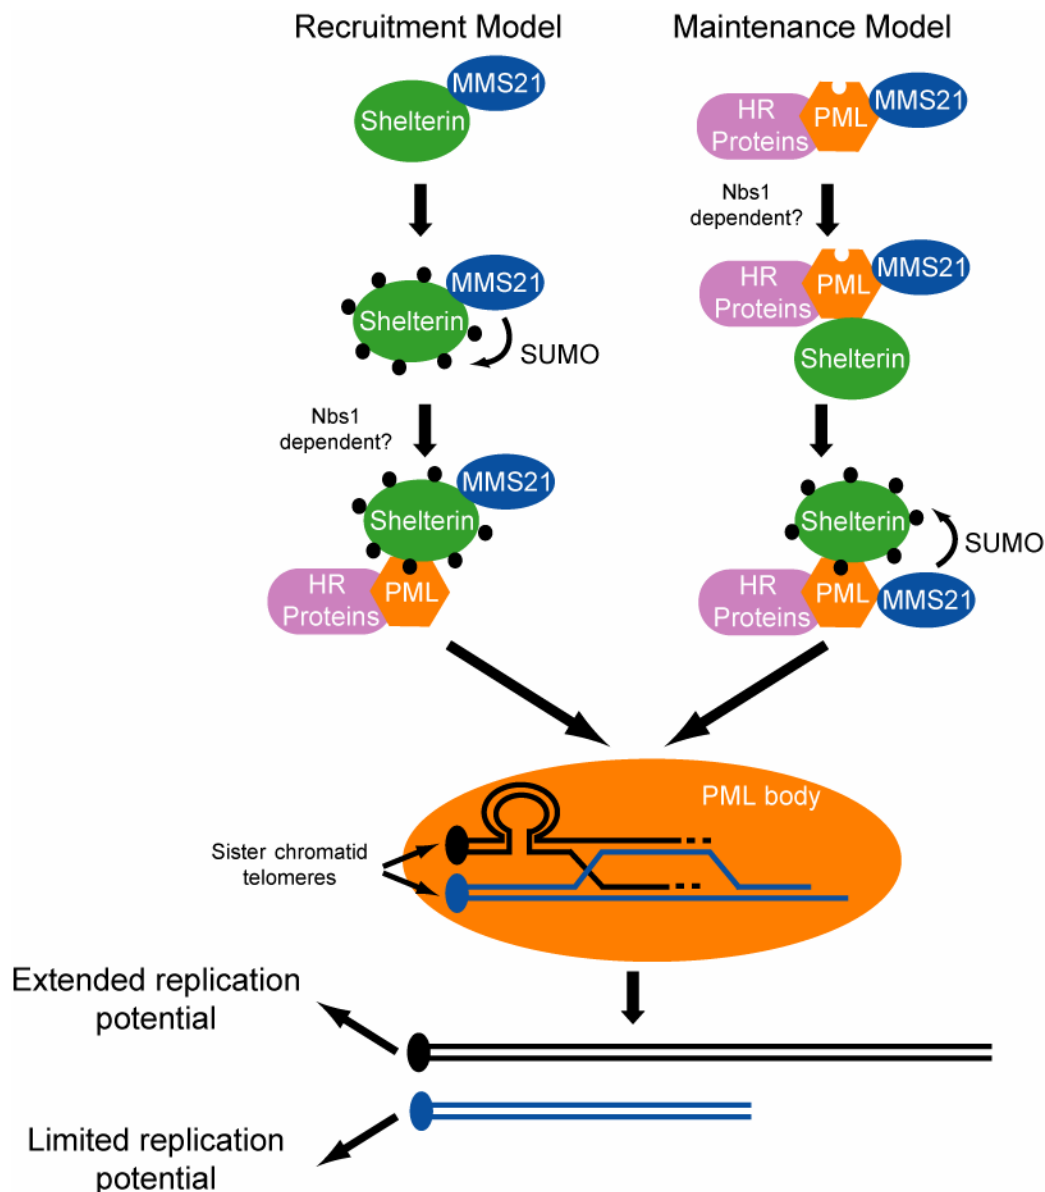 Recruitment Model
Maintenance Model
MMS21
Shelterin
HR
Proteins
PML
MMS21
Nbs1
dependent?
MMS21
Shelterin
SUMO
HR
Proteins
PML
MMS21
Shelterin
Nbs1
dependent?
MMS21
Shelterin
HR
Proteins
PML
Shelterin
SUMO
HR
Proteins
PML
MMS21
PML body
Sister chromatid
telomeres
Extended replication
potential
Limited replication
potential